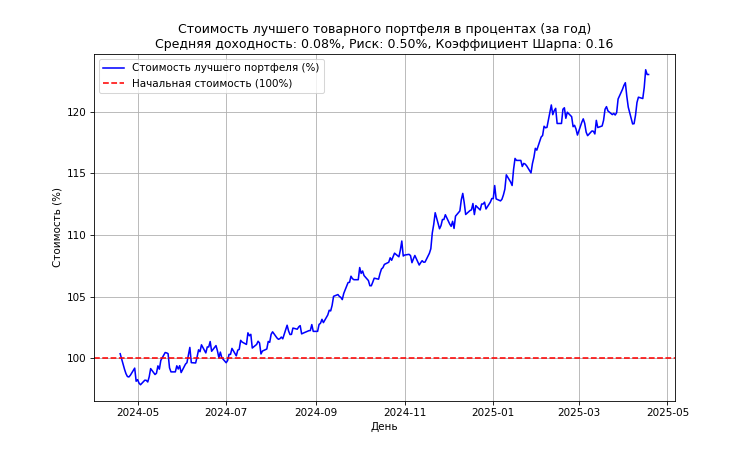 Стоимость лучшего товарного портфеля в процентах (за год)
Средняя доходность: 0.08%, Риск: 0.50%, Коэффициент Шарпа: 0.16
Стоимость лучшего портфеля (%)
Начальная стоимость (100%)
Стоимость (%)
120
115
110
105
100
2024-05 2024-07 2024-09 2024-11 2025-01 2025-03 2025-05
День